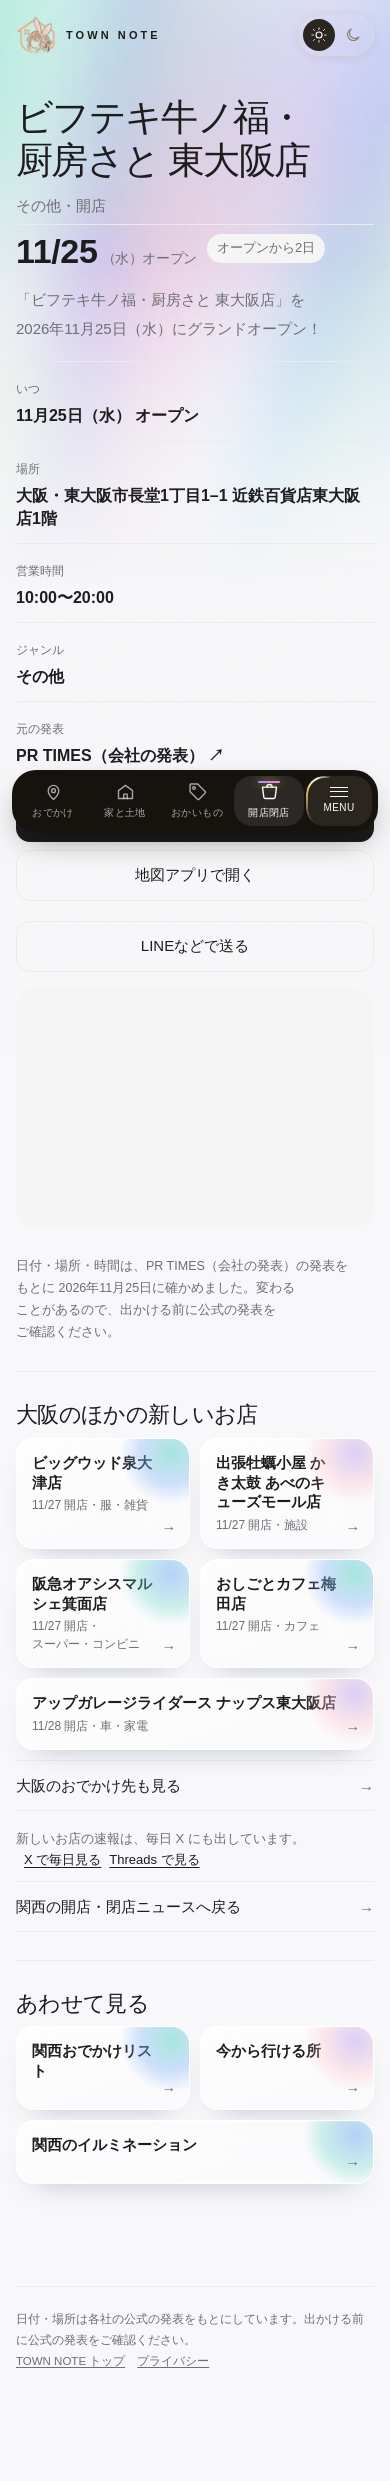 TOWN NOTE
ビフテキ牛ノ福・
厨房さと 東大阪店
その他・開店
11/25 （水）オープン オープンから2日
「ビフテキ牛ノ福・厨房さと 東大阪店」を
2026年11月25日（水）にグランドオープン！
いつ
11月25日（水） オープン
場所
大阪・東大阪市長堂1丁目1−1 近鉄百貨店東大阪
店1階
営業時間
10:00〜20:00
ジャンル
その他
元の発表
PR TIMES（会社の発表） ↗
おでかけ 家と土地 おかいもの 開店閉店 MENU
地図アプリで開く
LINEなどで送る
日付・場所・時間は、PR TIMES（会社の発表）の発表を
もとに 2026年11月25日に確かめました。変わる
ことがあるので、出かける前に公式の発表を
ご確認ください。
大阪のほかの新しいお店
ビッグウッド泉大
津店
11/27 開店・服・雑貨
→
出張牡蠣小屋 か
き太鼓 あべのキ
ューズモール店
11/27 開店・施設
→
阪急オアシスマル
シェ箕面店
11/27 開店・
スーパー・コンビニ
→
おしごとカフェ梅
田店
11/27 開店・カフェ
→
アップガレージライダース ナップス東大阪店
11/28 開店・車・家電
→
大阪のおでかけ先も見る →
新しいお店の速報は、毎日 X にも出しています。
X で毎日見る Threads で見る
関西の開店・閉店ニュースへ戻る →
あわせて見る
関西おでかけリス
ト
→
今から行ける所
→
関西のイルミネーション
→
日付・場所は各社の公式の発表をもとにしています。出かける前
に公式の発表をご確認ください。
TOWN NOTE トップ プライバシー